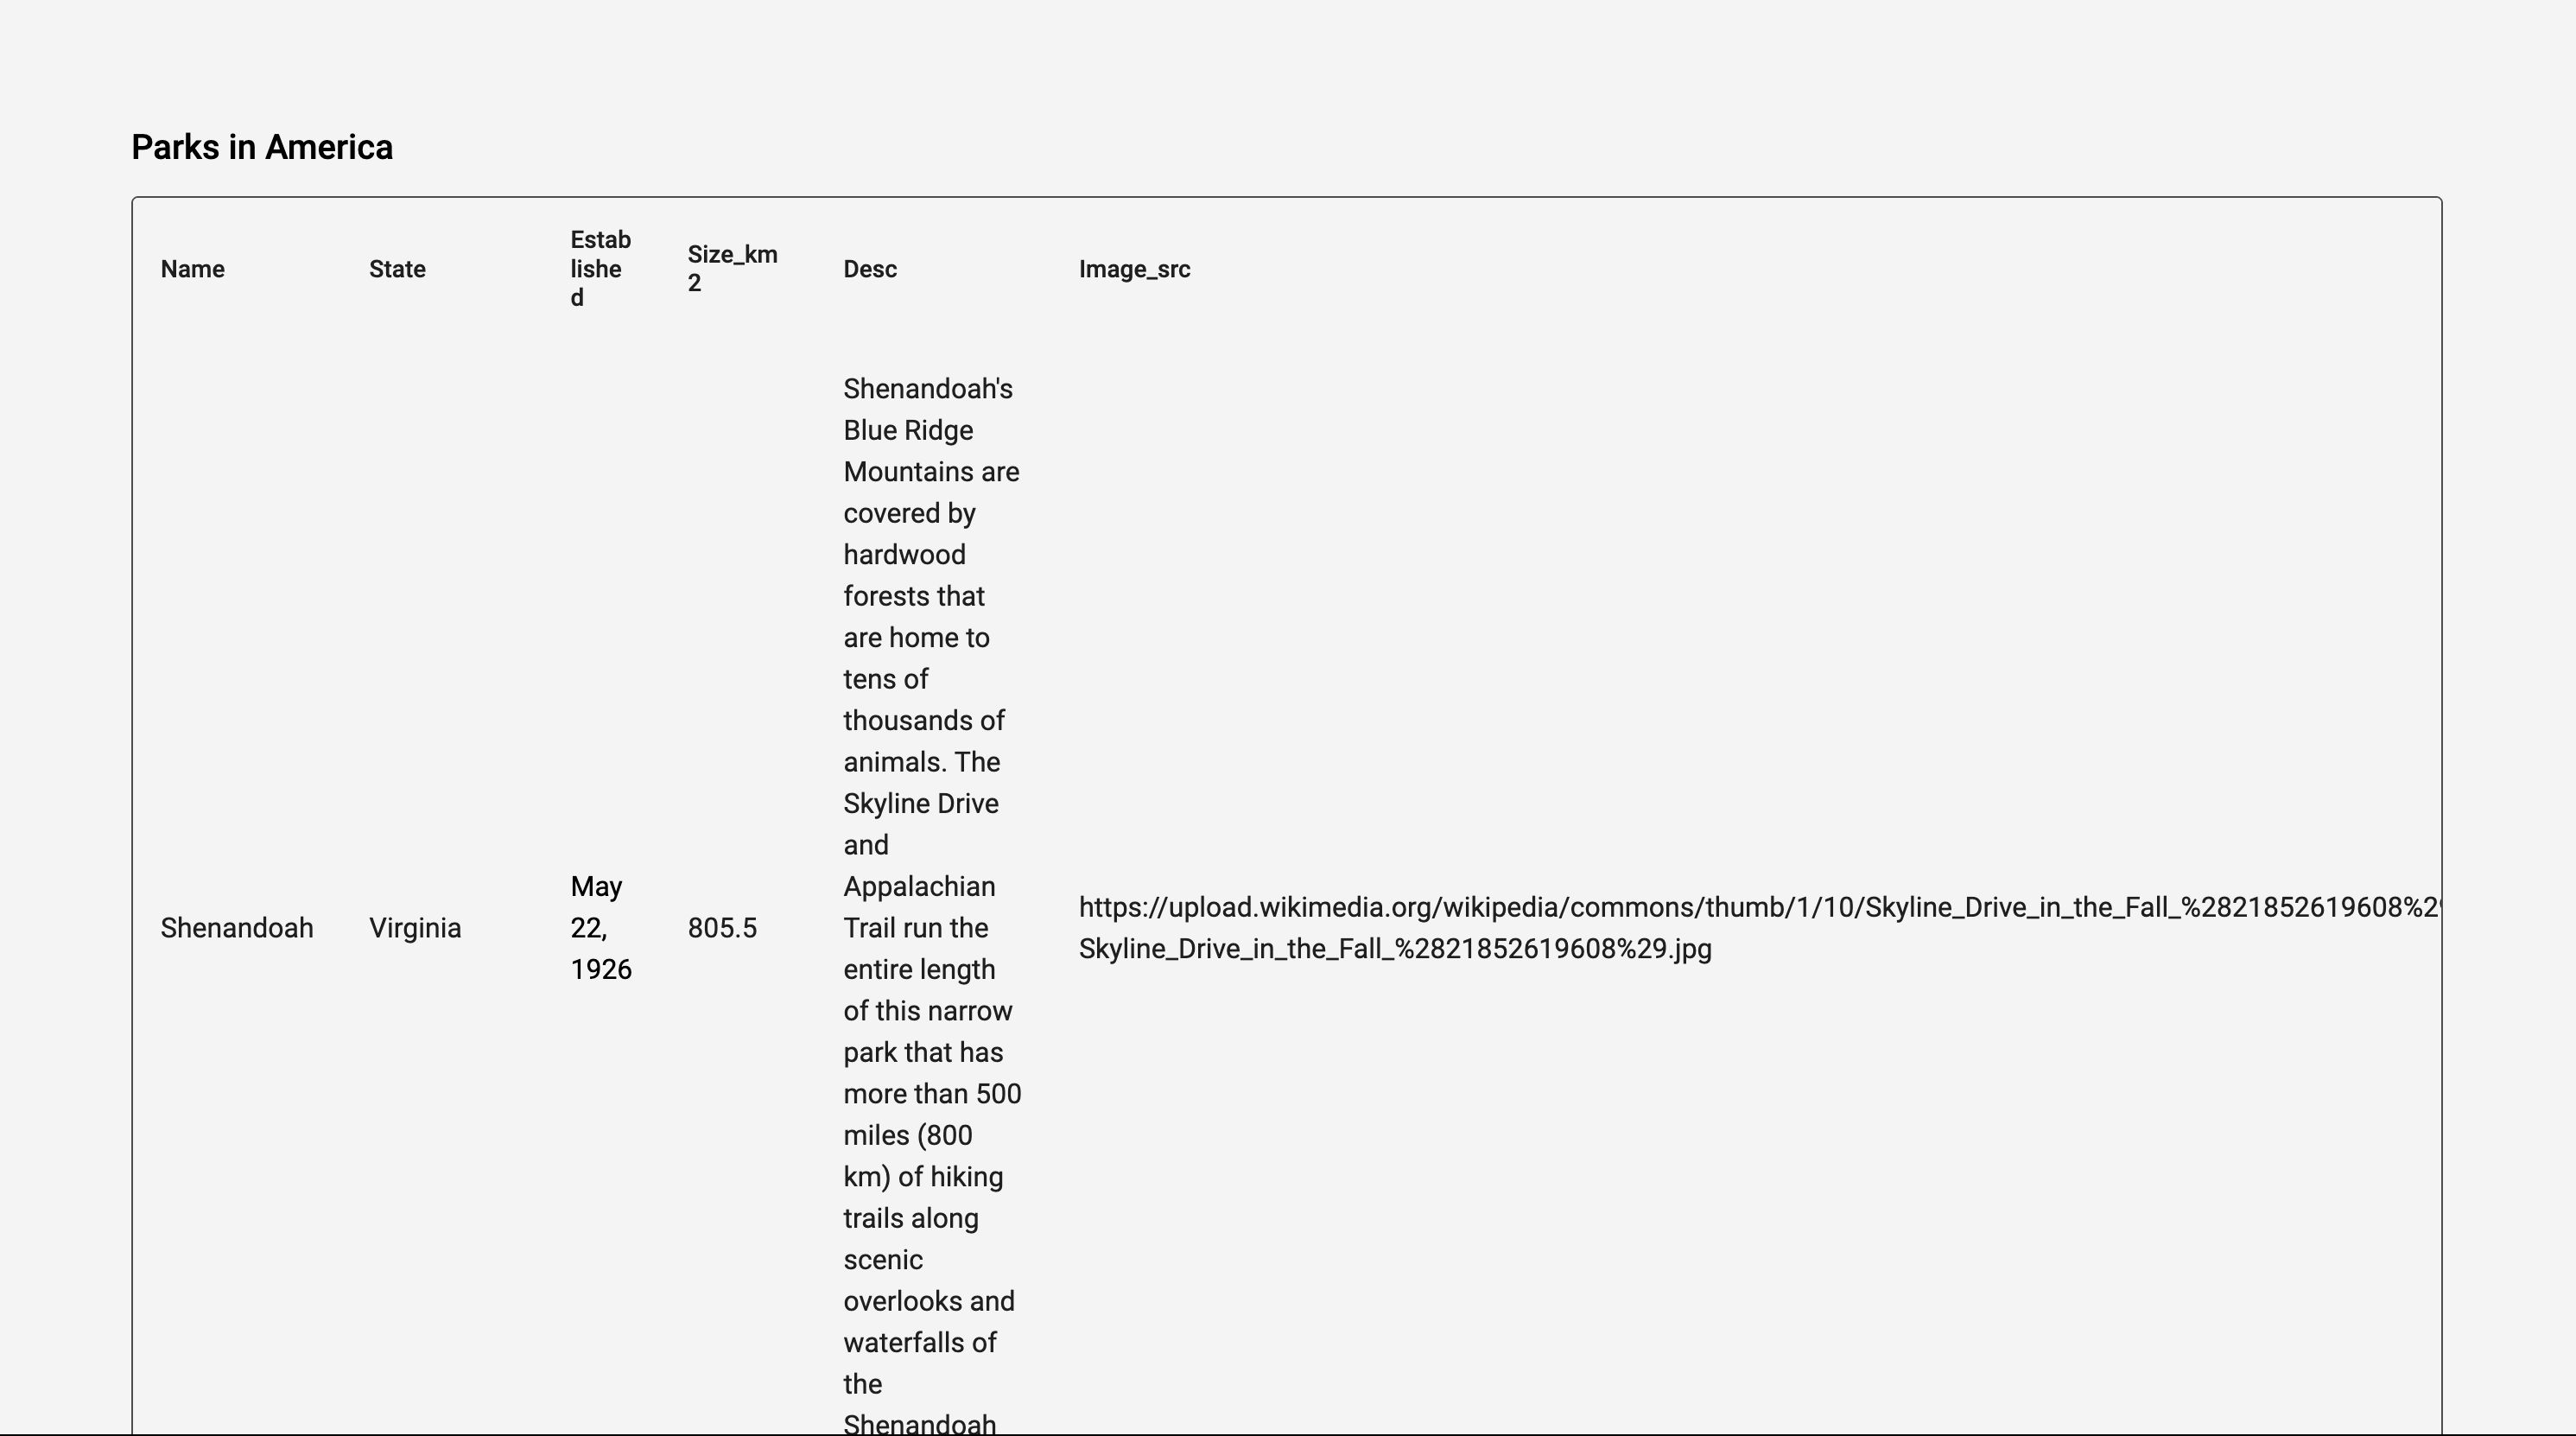 Parks in America
Name State Established Size_km2 Desc Image_src
Shenandoah
Virginia
May
22,
1926
805.5
Shenandoah's
Blue Ridge
Mountains are
covered by
hardwood
forests that
are home to
tens of
thousands of
animals. The
Skyline Drive
and
Appalachian
Trail run the
entire length
of this narrow
park that has
more than 500
miles (800
km) of hiking
trails along
scenic
overlooks and
waterfalls of
the
Shenandoah
https://upload.wikimedia.org/wikipedia/commons/thumb/1/10/Skyline_Drive_in_the_Fall_%2821852619608%2
Skyline_Drive_in_the_Fall_%2821852619608%29.jpg